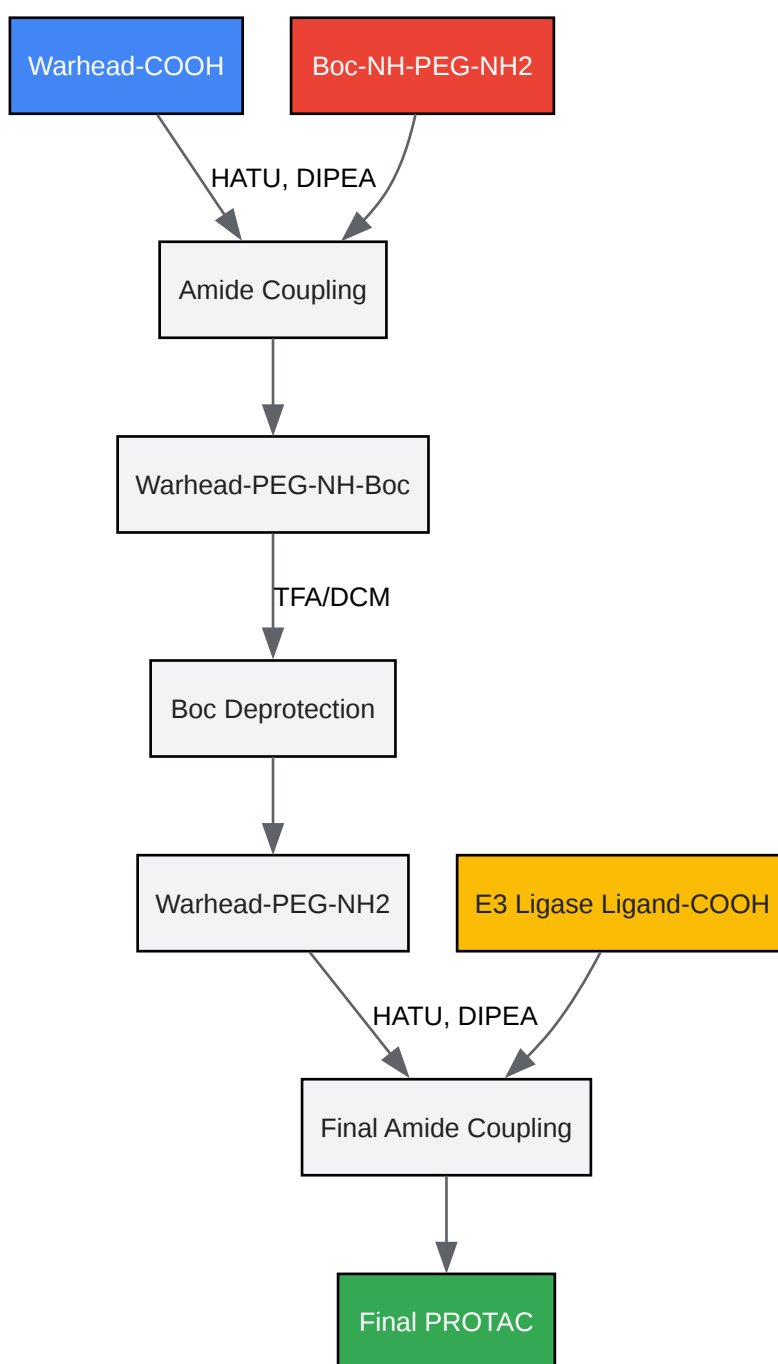 Warhead-COOH
Boc-NH-PEG-NH2
HATU, DIPEA
Amide Coupling
Warhead-PEG-NH-Boc
TFA/DCM
Boc Deprotection
Warhead-PEG-NH2
E3 Ligase Ligand-COOH
HATU, DIPEA
Final Amide Coupling
Final PROTAC